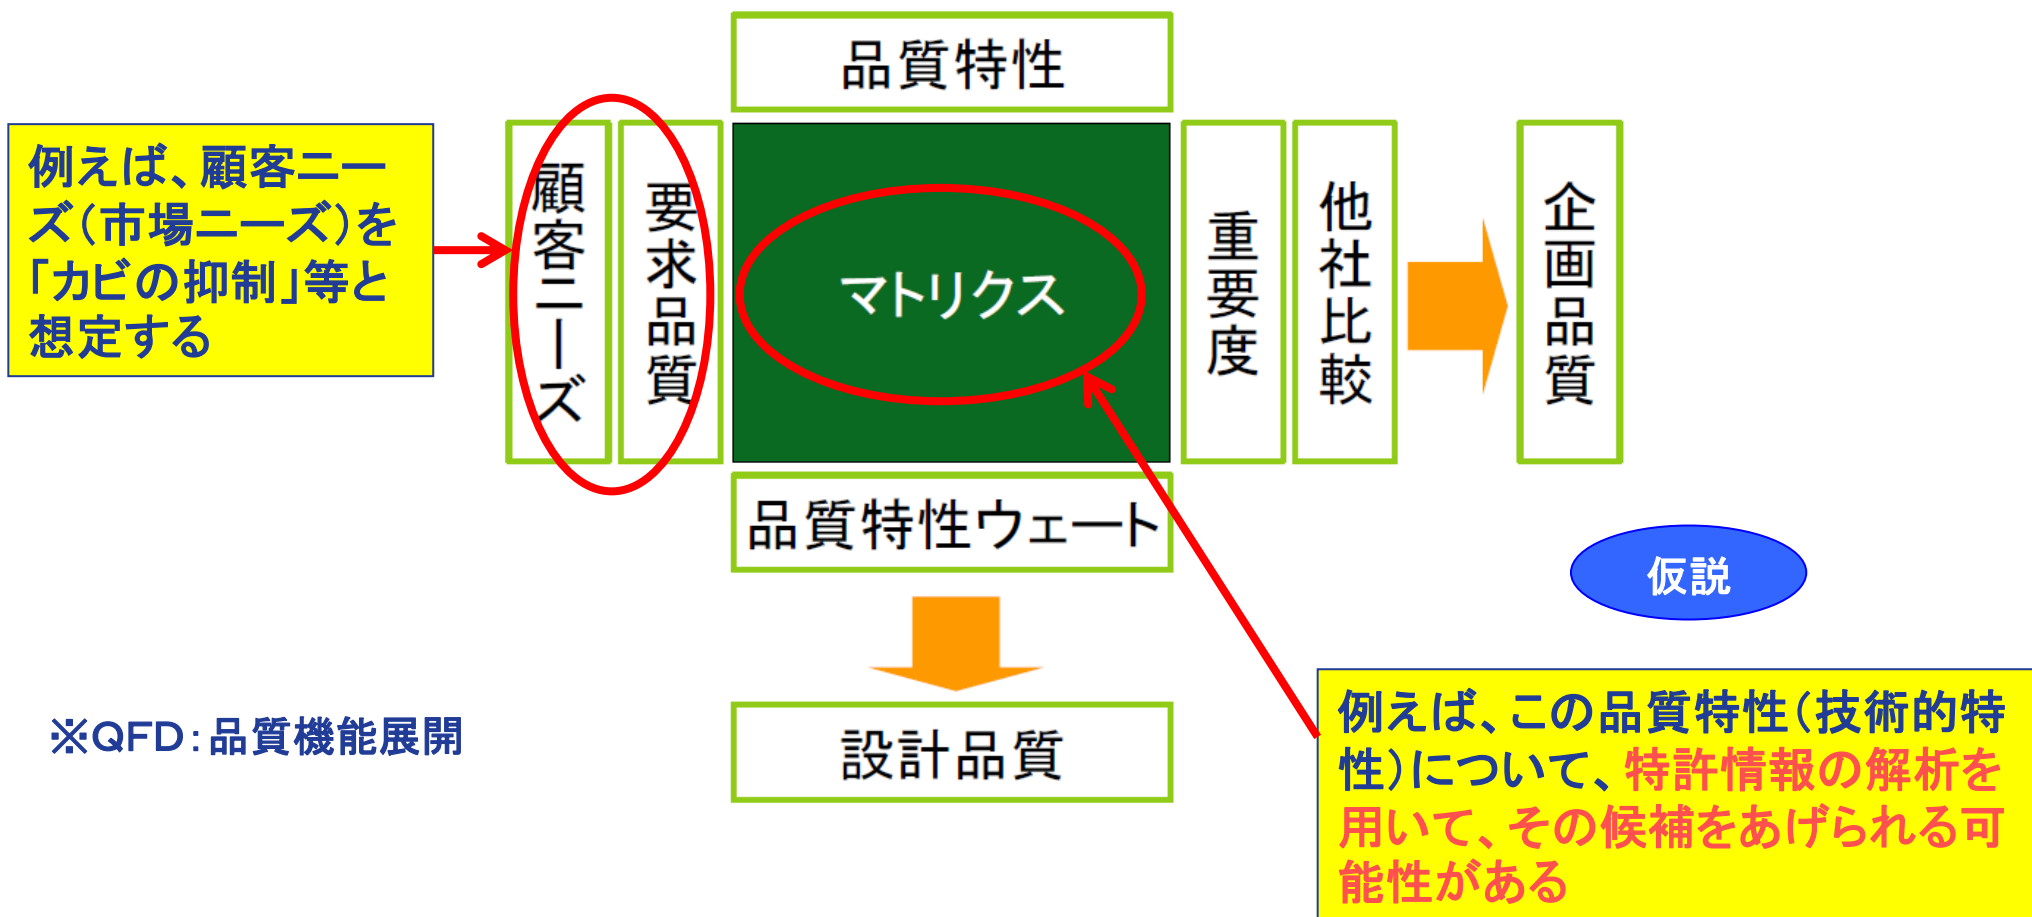 品質特性
例えば、顧客ニー
ズ(市場ニーズ)を
「カビの抑制」等と
想定する
顧客ニーズ
要求品質
マトリクス
重要度
他社比較
企画品質
品質特性ウェート
仮説
設計品質
※QFD:品質機能展開
例えば、この品質特性(技術的特
性)について、特許情報の解析を
用いて、その候補をあげられる可
能性がある